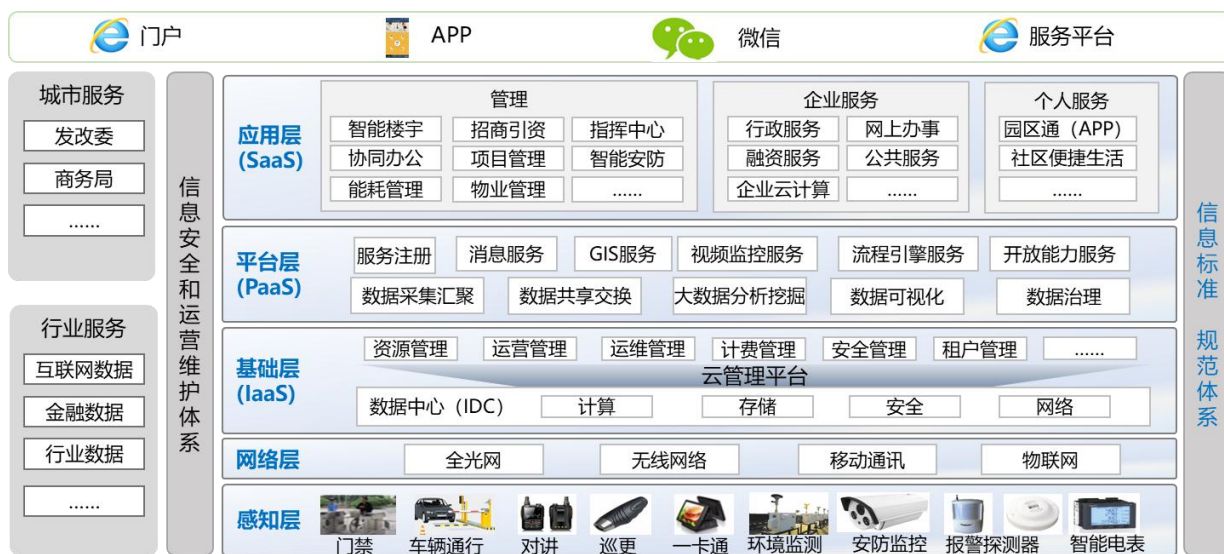 门户
APP
微信
服务平台
城市服务
发改委
商务局
......
行业服务
互联网数据
金融数据
行业数据
......
信息安全和运营维护体系
应用层
(SaaS)
管理
智能楼宇 招商引资 指挥中心
协同办公 项目管理 智能安防
能耗管理 物业管理 ......
企业服务
行政服务 网上办事
融资服务 公共服务
企业云计算 ......
个人服务
园区通（APP）
社区便捷生活
......
平台层
(PaaS)
服务注册 消息服务 GIS服务 视频监控服务 流程引擎服务 开放能力服务
数据采集汇聚 数据共享交换 大数据分析挖掘 数据可视化 数据治理
基础层
(IaaS)
资源管理 运营管理 运维管理 计费管理 安全管理 租户管理 ......
云管理平台
数据中心（IDC） 计算 存储 安全 网络
网络层
全光网 无线网络 移动通讯 物联网
感知层
门禁 车辆通行 对讲 巡更 一卡通 环境监测 安防监控 报警探测器 智能电表
信息标准 规范体系